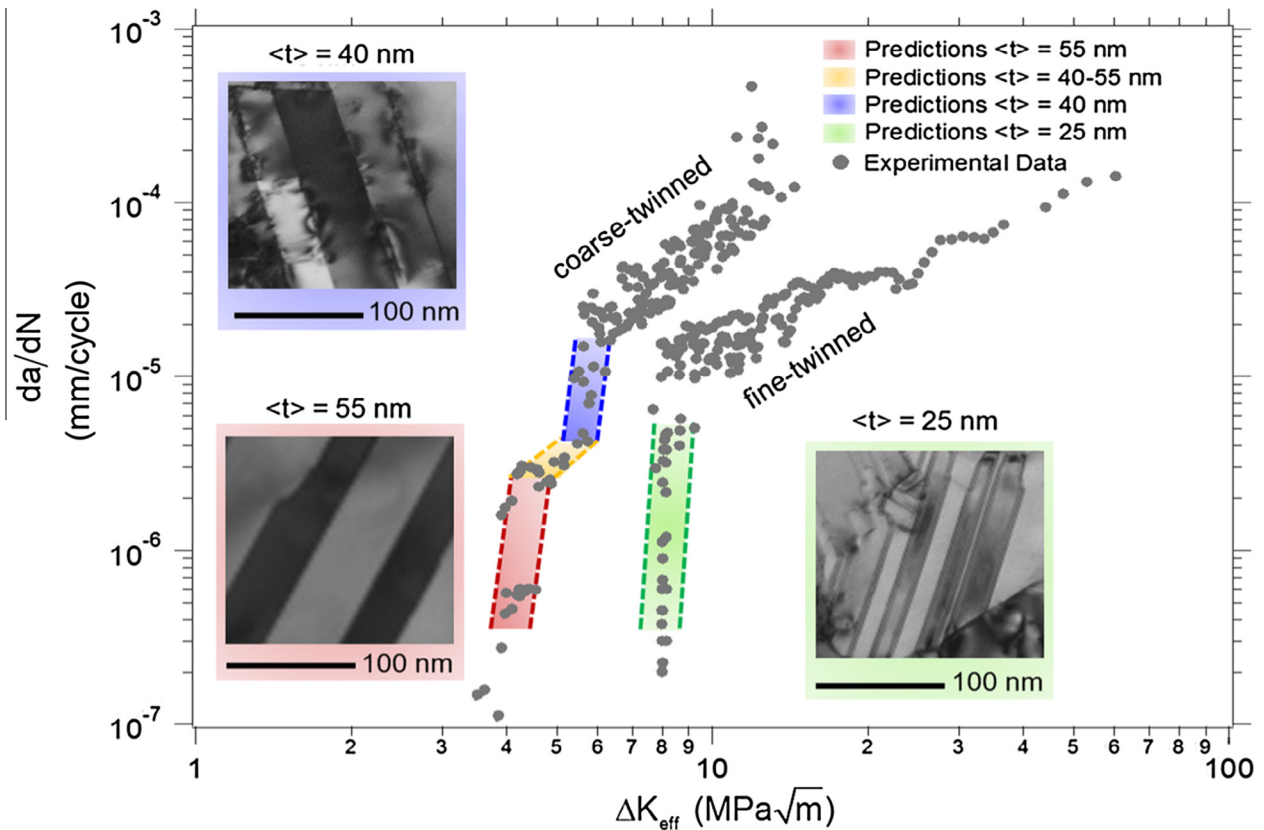 <t> = 40 nm
100 nm
<t> = 55 nm
100 nm
<t> = 25 nm
100 nm
Predictions <t> = 55 nm
Predictions <t> = 40-55 nm
Predictions <t> = 40 nm
Predictions <t> = 25 nm
Experimental Data
coarse-twinned
fine-twinned
da/dN
(mm/cycle)
10⁻³
10⁻⁴
10⁻⁵
10⁻⁶
10⁻⁷
2 3 4 5 6 7 8 9 2 3 4 5 6 7 8 9
1 10 100
ΔK_eff (MPa√m)